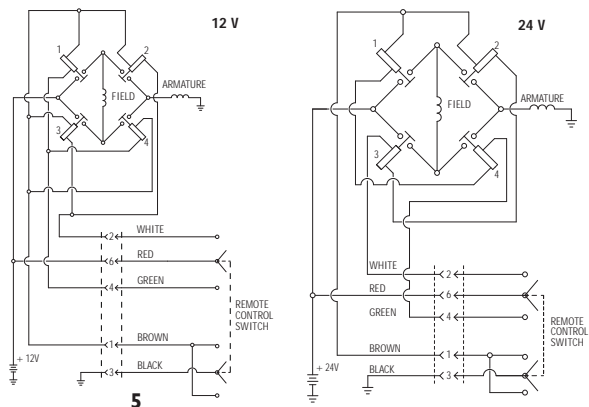 12 V
1
2
FIELD
ARMATURE
3
4
2
WHITE
6
RED
4
GREEN
REMOTE
CONTROL
SWITCH
1
BROWN
+ 12V
3
BLACK
5
24 V
1
2
FIELD
ARMATURE
3
4
WHITE
2
RED
6
GREEN
4
REMOTE
CONTROL
SWITCH
BROWN
1
+ 24V
BLACK
3